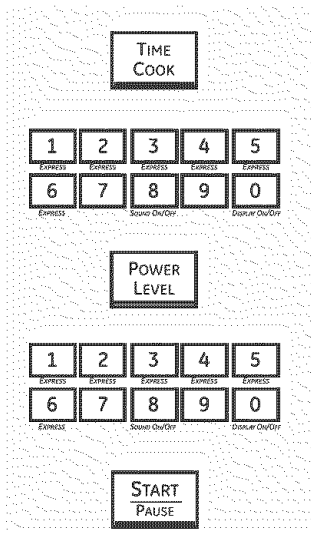 TIME
COOK
1 2 3 4 5
EXPRESS EXPRESS EXPRESS EXPRESS EXPRESS
6 7 8 9 0
EXPRESS SOUND ON/OFF DISPLAY ON/OFF
POWER
LEVEL
1 2 3 4 5
EXPRESS EXPRESS EXPRESS EXPRESS EXPRESS
6 7 8 9 0
EXPRESS SOUND ON/OFF DISPLAY ON/OFF
START
PAUSE